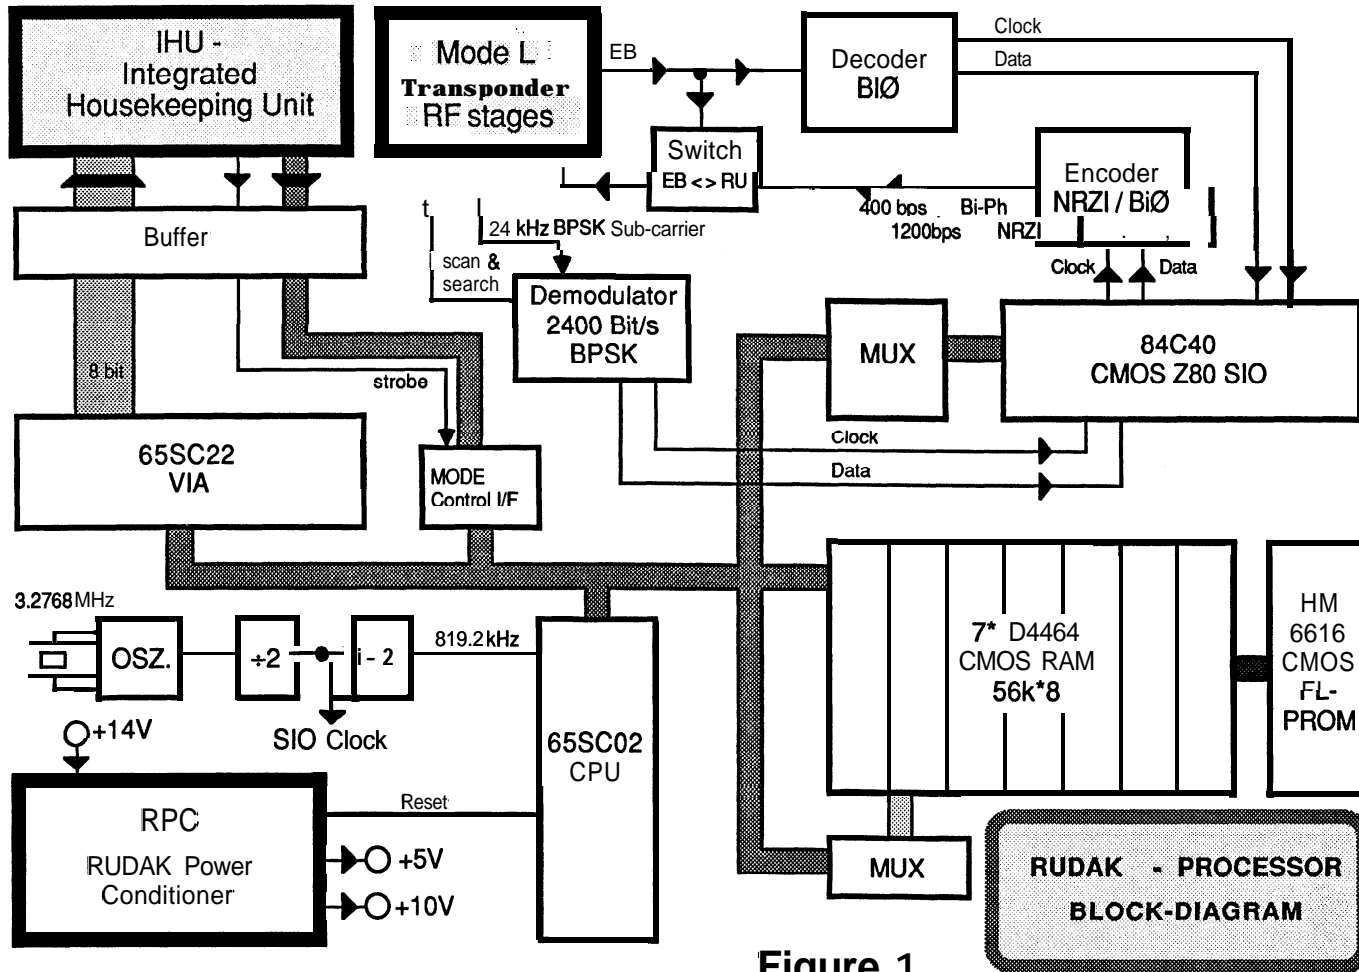 IHU -
Integrated
Housekeeping Unit
Mode L
Transponder
RF stages
EB
Decoder
BIØ
Clock
Data
Switch
EB <> RU
Encoder
NRZI / BiØ
400 bps Bi-Ph
1200bps NRZI
Buffer
t
24 kHz BPSK Sub-carrier
scan &
search
Clock
Data
Demodulator
2400 Bit/s
BPSK
MUX
84C40
CMOS Z80 SIO
8 bit
strobe
65SC22
VIA
MODE
Control I/F
Clock
Data
3.2768MHz
OSZ.
÷2
i - 2
819.2kHz
SIO Clock
65SC02
CPU
7* D4464
CMOS RAM
56k*8
HM
6616
CMOS
FL-
PROM
+14V
RPC
RUDAK Power
Conditioner
Reset
+5V
+10V
MUX
RUDAK - PROCESSOR
BLOCK-DIAGRAM
Figure 1